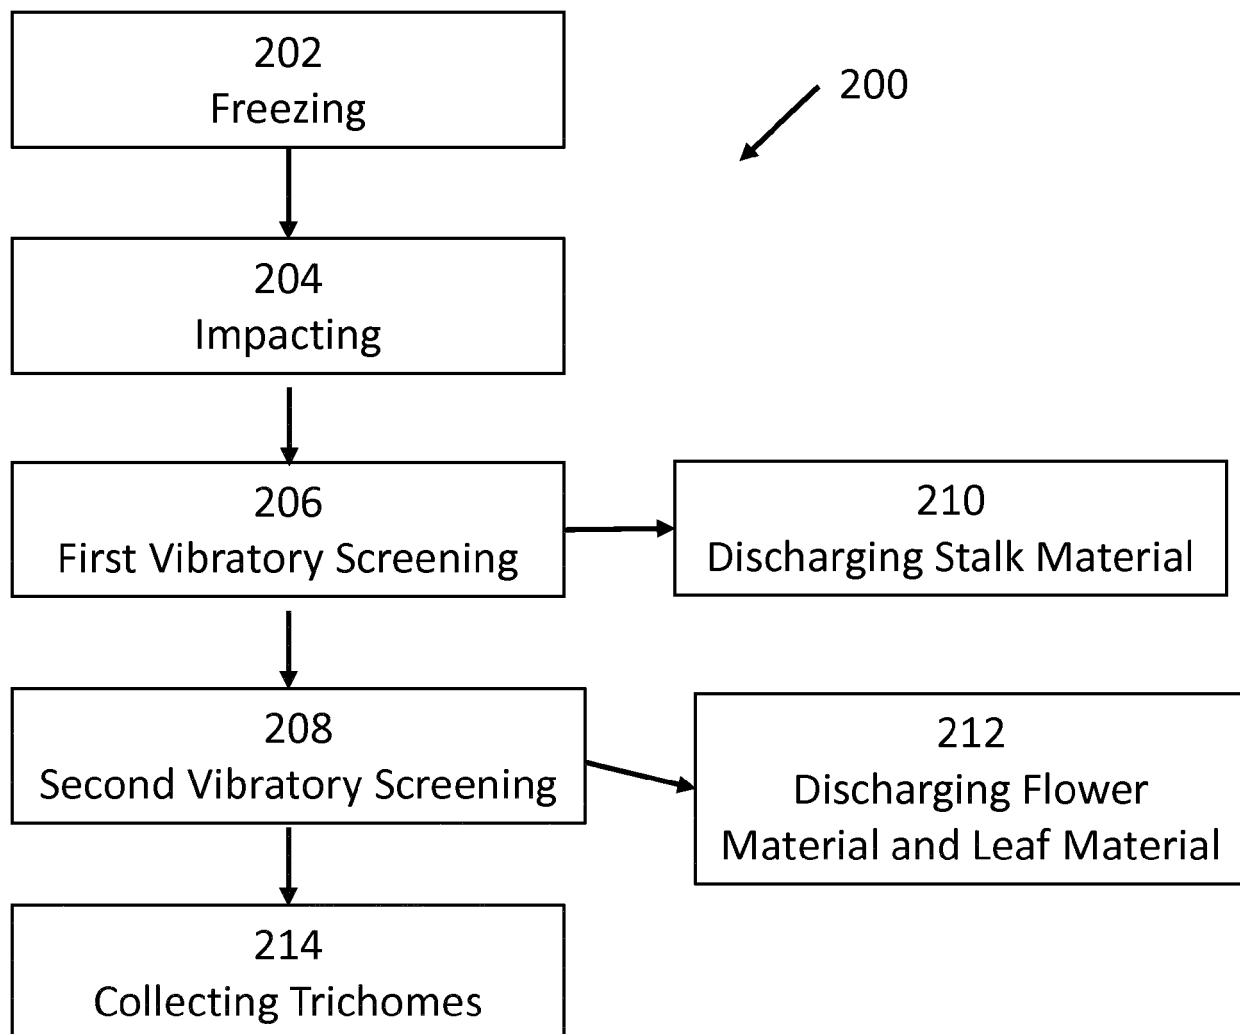 202
Freezing
200
204
Impacting
206
First Vibratory Screening
210
Discharging Stalk Material
208
Second Vibratory Screening
212
Discharging Flower
Material and Leaf Material
214
Collecting Trichomes